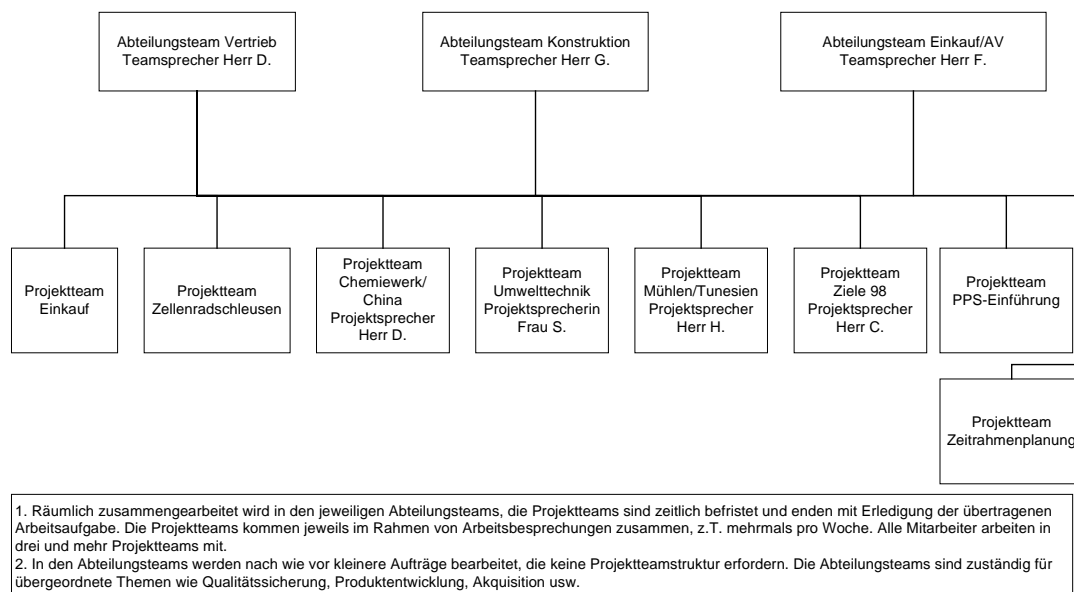 Abteilungsteam Vertrieb
Teamsprecher Herr D.
Abteilungsteam Konstruktion
Teamsprecher Herr G.
Abteilungsteam Einkauf/AV
Teamsprecher Herr F.
Projektteam
Einkauf
Projektteam
Zellenradschleusen
Projektteam
Chemiewerk/
China
Projektsprecher
Herr D.
Projektteam
Umwelttechnik
Projektsprecherin
Frau S.
Projektteam
Mühlen/Tunesien
Projektsprecher
Herr H.
Projektteam
Ziele 98
Projektsprecher
Herr C.
Projektteam
PPS-Einführung
Projektteam
Zeitrahmenplanung
1. Räumlich zusammengearbeitet wird in den jeweiligen Abteilungsteams, die Projektteams sind zeitlich befristet und enden mit Erledigung der übertragenen
Arbeitsaufgabe. Die Projektteams kommen jeweils im Rahmen von Arbeitsbesprechungen zusammen, z.T. mehrmals pro Woche. Alle Mitarbeiter arbeiten in
drei und mehr Projektteams mit.
2. In den Abteilungsteams werden nach wie vor kleinere Aufträge bearbeitet, die keine Projektteamstruktur erfordern. Die Abteilungsteams sind zuständig für
übergeordnete Themen wie Qualitätssicherung, Produktentwicklung, Akquisition usw.